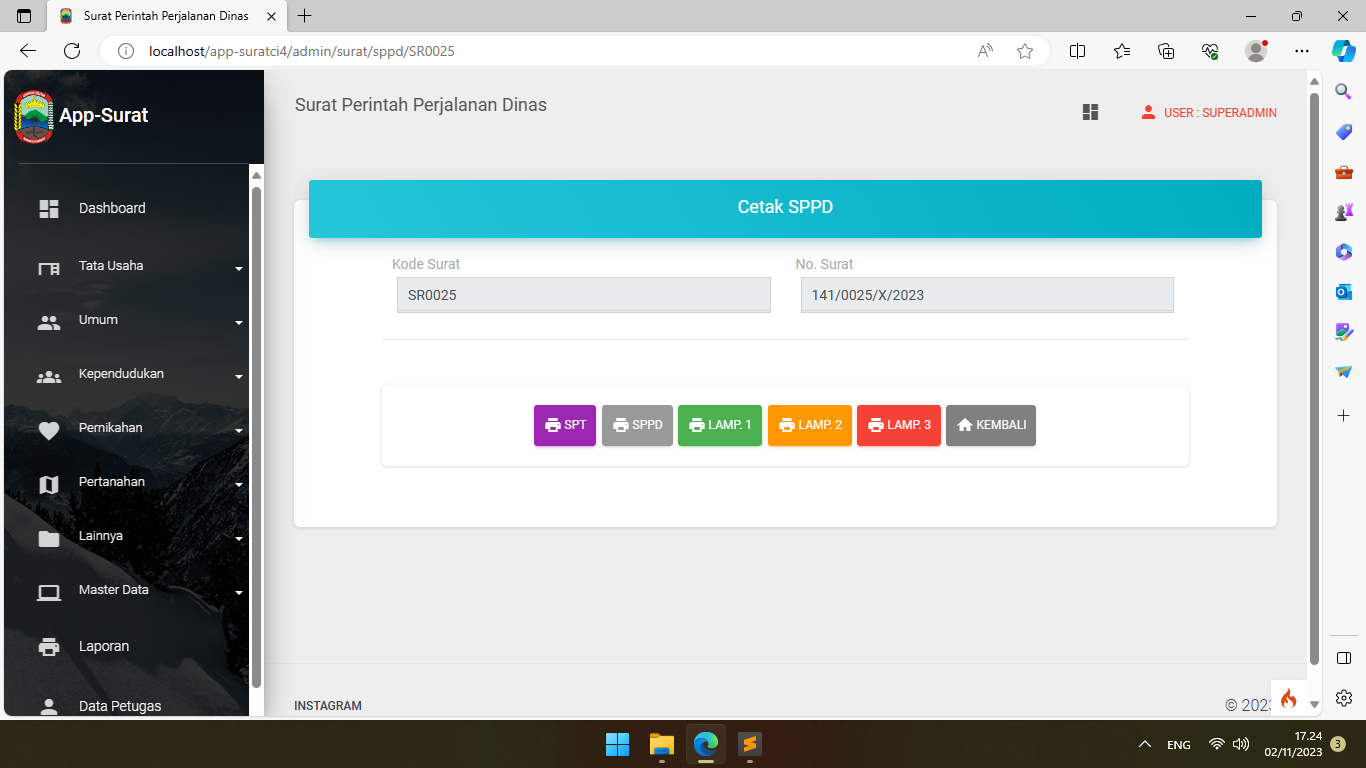 Surat Perintah Perjalanan Dinas
localhost/app-suratci4/admin/surat/sppd/SR0025
App-Surat
Surat Perintah Perjalanan Dinas
USER : SUPERADMIN
Dashboard
Tata Usaha
Umum
Kependudukan
Pernikahan
Pertanahan
Lainnya
Master Data
Laporan
Data Petugas
Cetak SPPD
Kode Surat
No. Surat
SR0025
141/0025/X/2023
SPT
SPPD
LAMP. 1
LAMP. 2
LAMP. 3
KEMBALI
INSTAGRAM
© 2023
ENG
17.24
02/11/2023
3